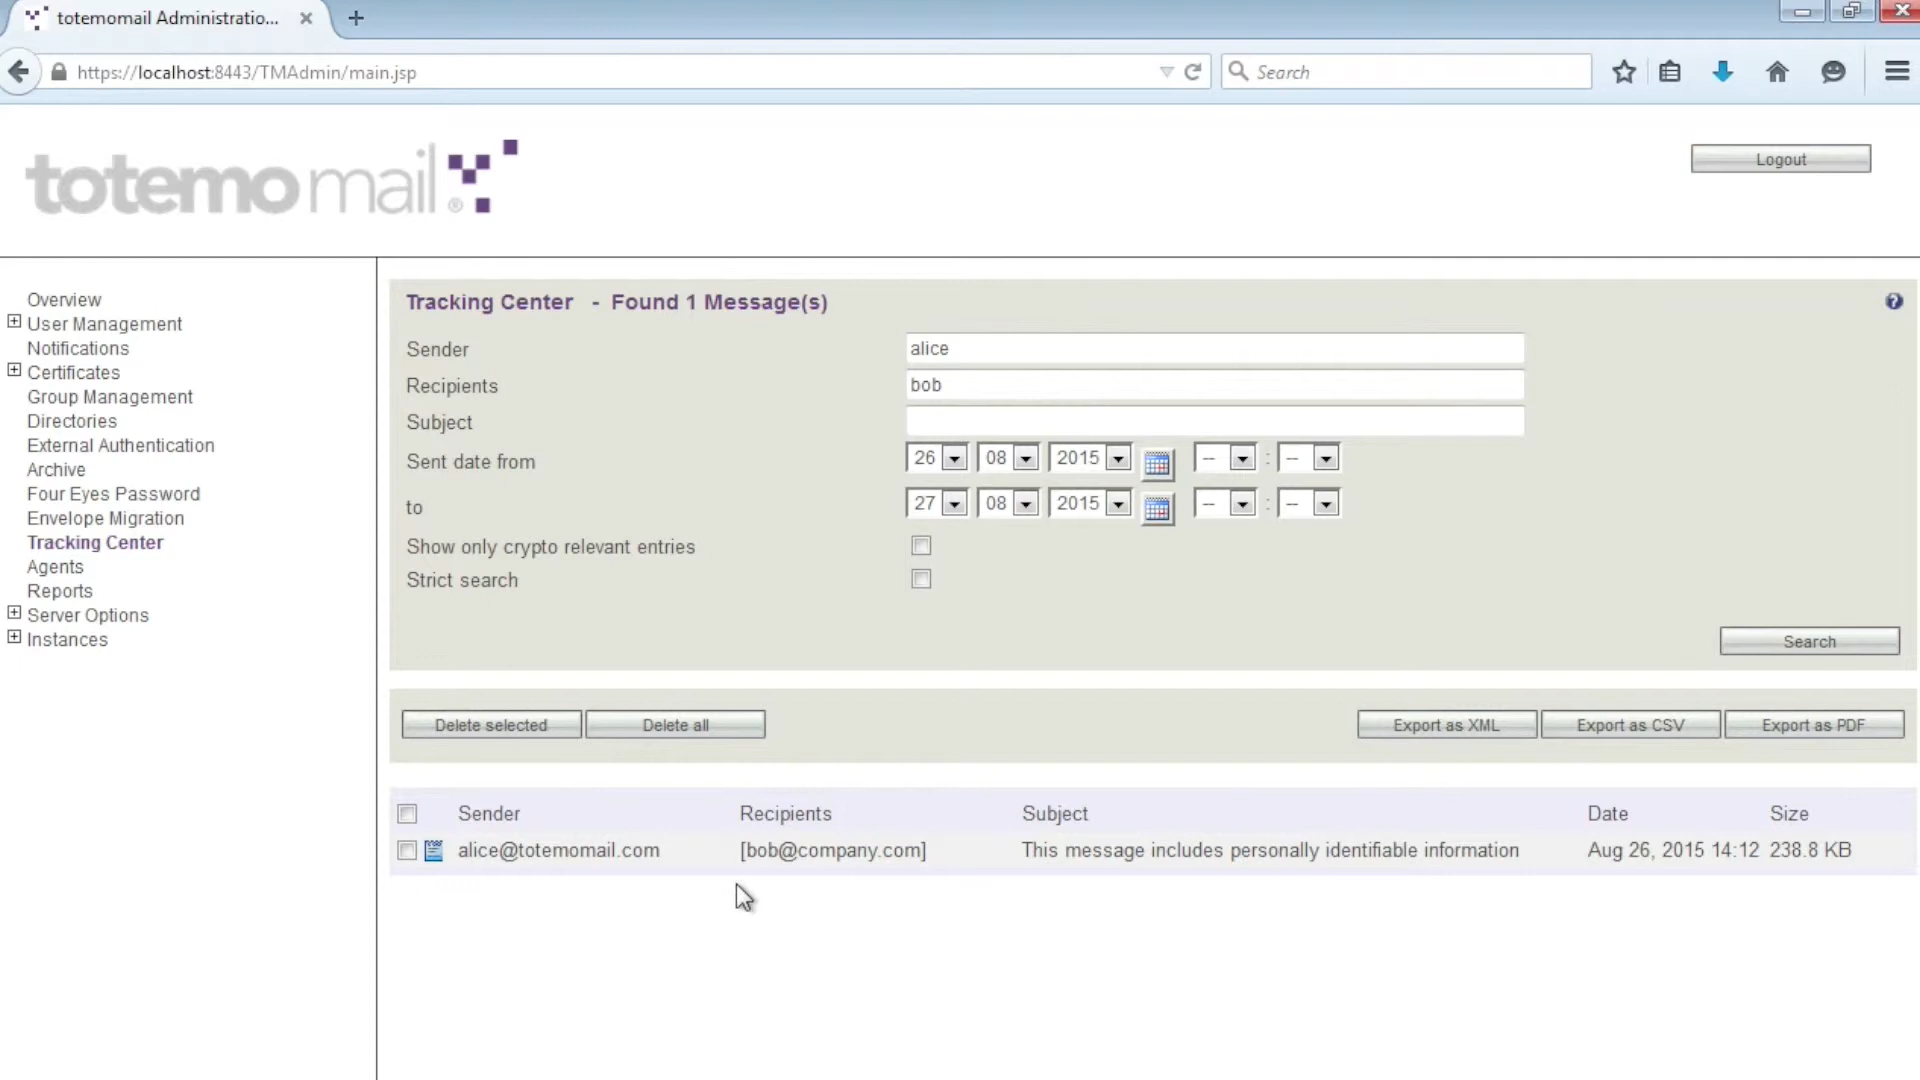 totemomail Administratio...
https://localhost:8443/TMAdmin/main.jsp
Search
totemomail®
Logout
Overview
User Management
Notifications
Certificates
Group Management
Directories
External Authentication
Archive
Four Eyes Password
Envelope Migration
Tracking Center
Agents
Reports
Server Options
Instances
Tracking Center - Found 1 Message(s)
Sender alice
Recipients bob
Subject
Sent date from 26 08 2015 -- : --
to 27 08 2015 -- : --
Show only crypto relevant entries
Strict search
Search
Delete selected Delete all Export as XML Export as CSV Export as PDF
Sender Recipients Subject Date Size
alice@totemomail.com [bob@company.com] This message includes personally identifiable information Aug 26, 2015 14:12 238.8 KB